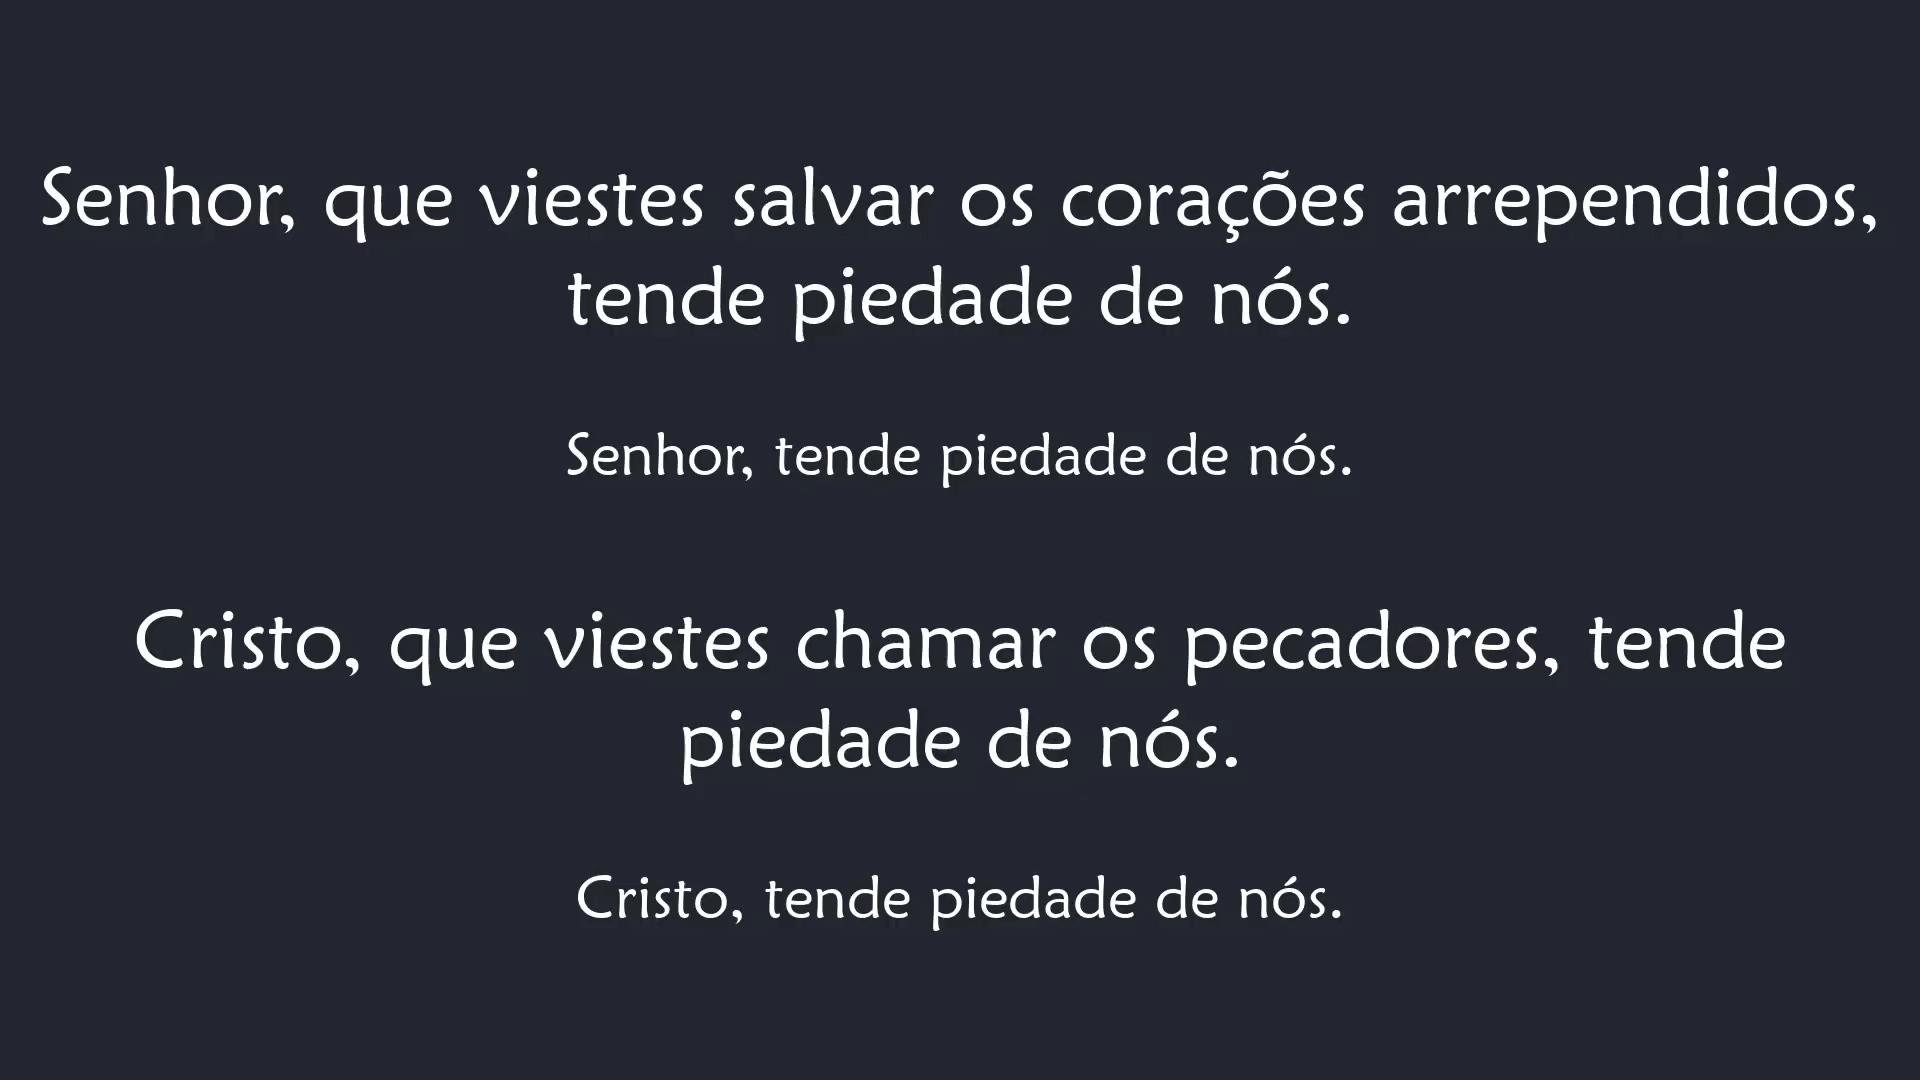 Senhor, que viestes salvar os corações arrependidos,
tende piedade de nós.
Senhor, tende piedade de nós.
Cristo, que viestes chamar os pecadores, tende
piedade de nós.
Cristo, tende piedade de nós.